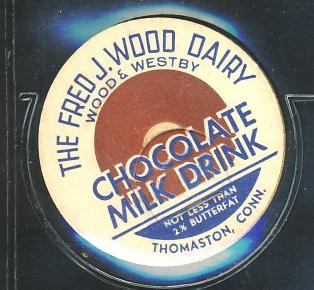 THE FRED J. WOOD DAIRY
WOOD & WESTBY
CHOCOLATE
MILK DRINK
NOT LESS THAN
2% BUTTERFAT
THOMASTON, CONN.